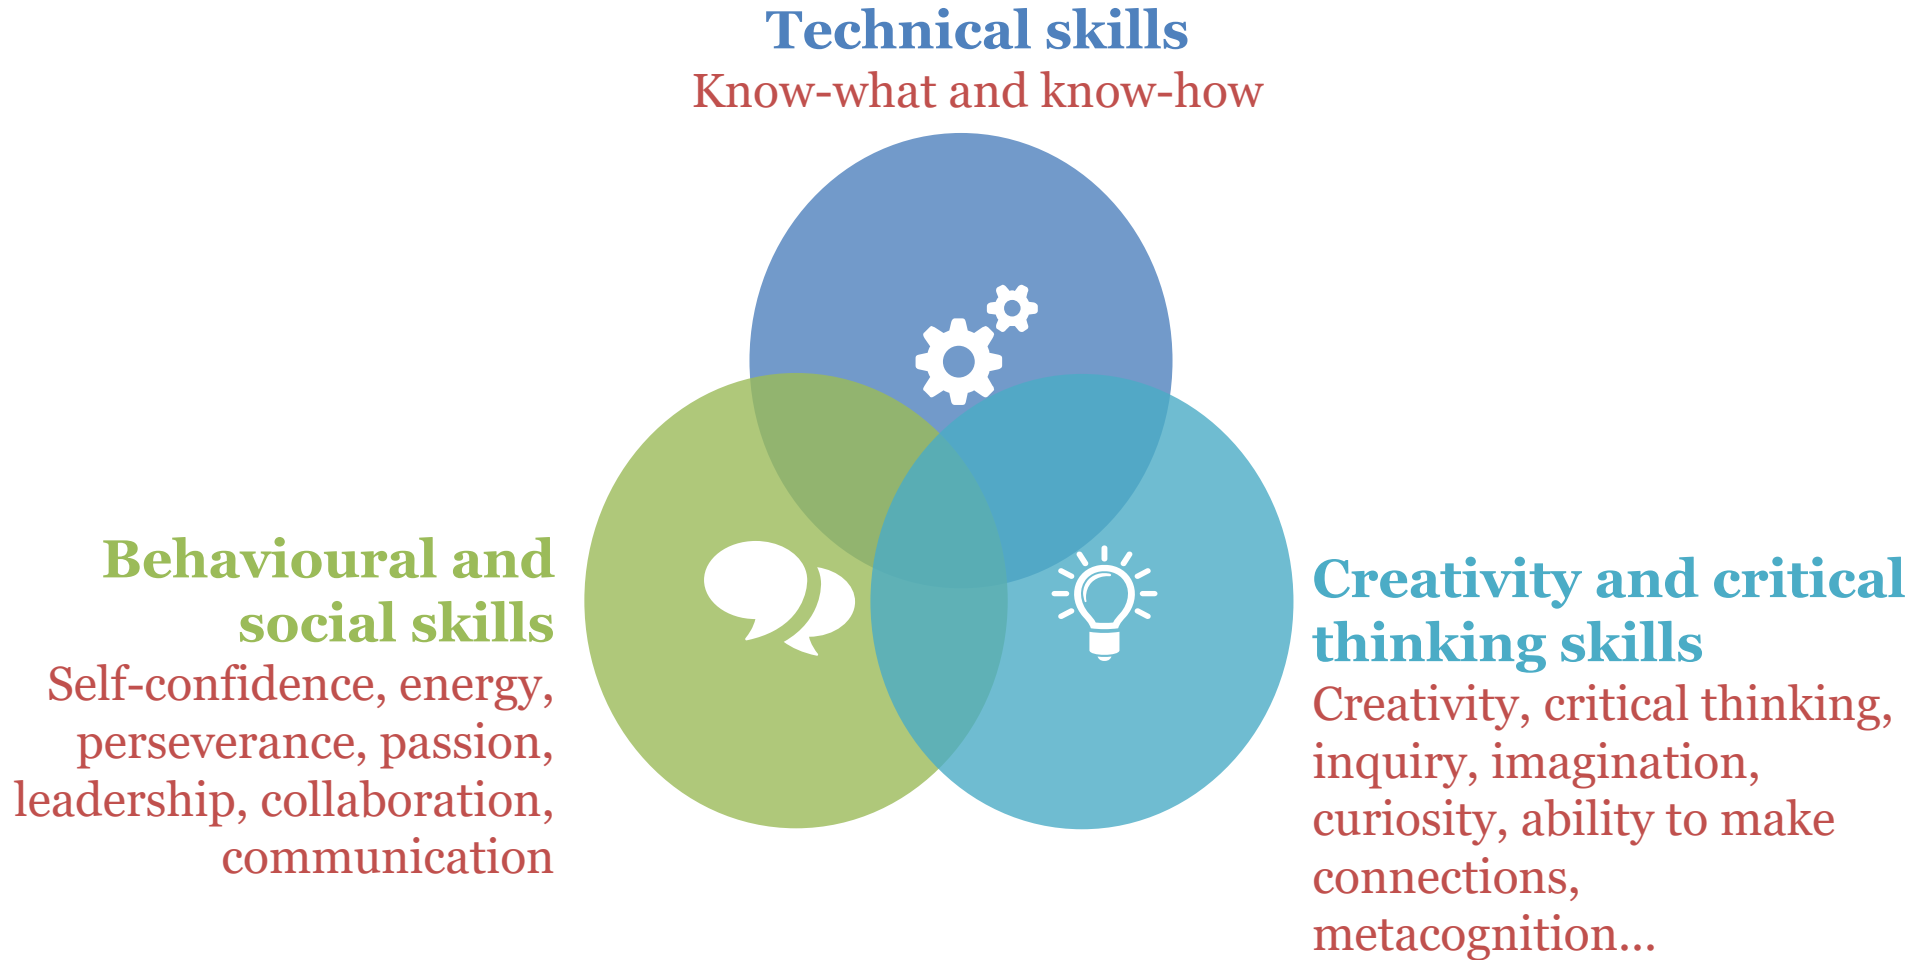 Technical skills
Know-what and know-how
Behavioural and
social skills
Self-confidence, energy,
perseverance, passion,
leadership, collaboration,
communication
Creativity and critical
thinking skills
Creativity, critical thinking,
inquiry, imagination,
curiosity, ability to make
connections,
metacognition...